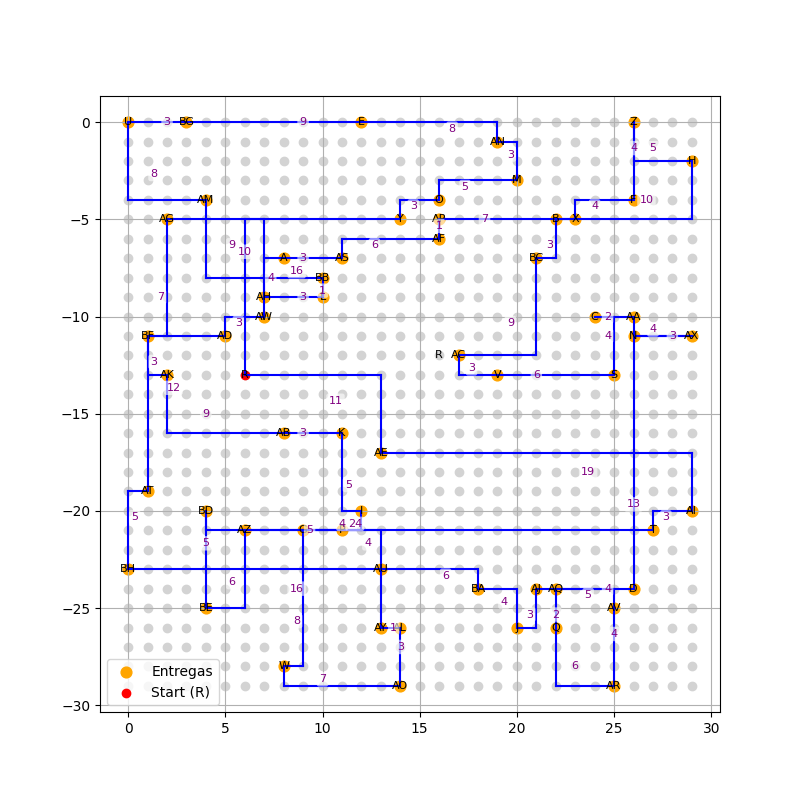 0 3 9 E 8 Z
AN 3 4 5
H
M
8 5
AM O 3 4 F 10
−5 AG Y AP 7 B X
1
9 10 6 AF 3
A 3 AS
4 16 BB
7 AH 3 1 L
−10 3 AW 9 C 2 AA
BF AD 4 N 4 3 AX
3 R AC
AK 3 V 6 S
12 11
−15 9
AB 3 K
AE
19
5
AT 13
−20 5 BD I 3 AI
AZ 5 4 24 T
5 4
BH AU 6
6 16 BA AJ AQ 5 4 D
−25 BE 4 3 2 AV
8 1 J Q 4
3
W 6
7 AO AR
−30
Entregas
Start (R)
0 5 10 15 20 25 30